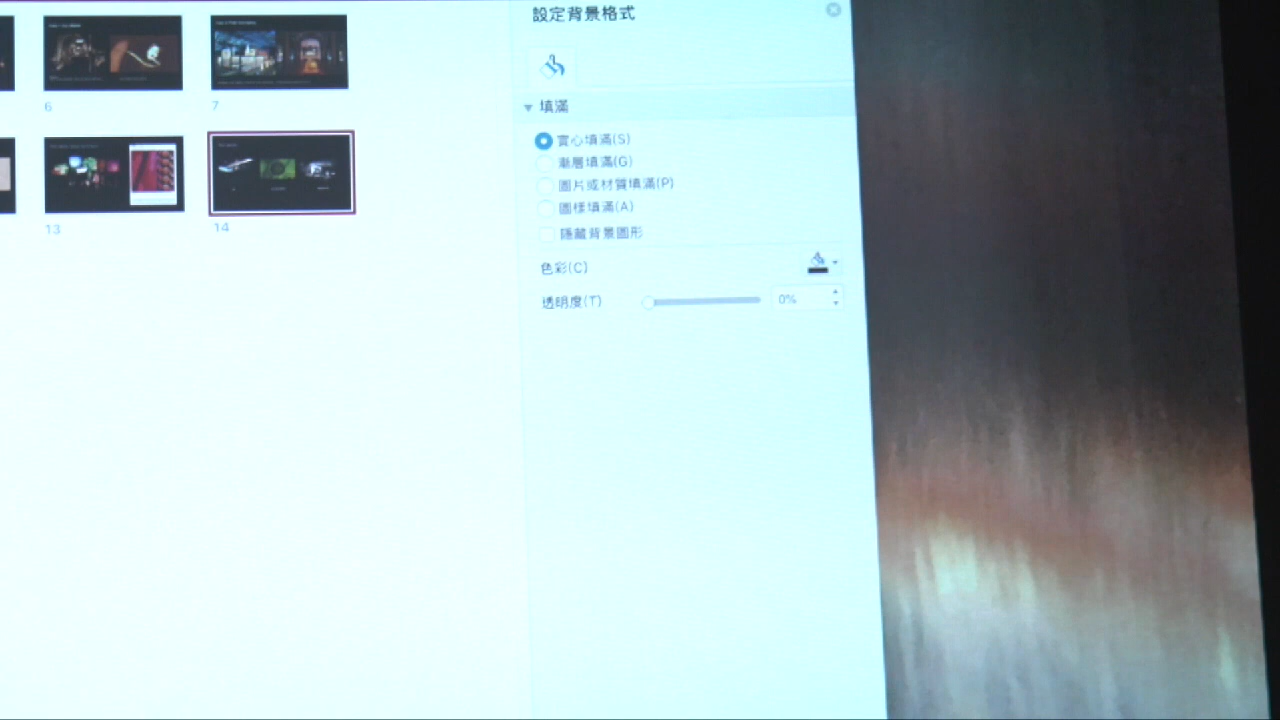 設定背景格式
6
7
填滿
實心填滿(S)
漸層填滿(G)
圖片或材質填滿(P)
圖樣填滿(A)
13
14
隱藏背景圖形
色彩(C)
透明度(T)
0%